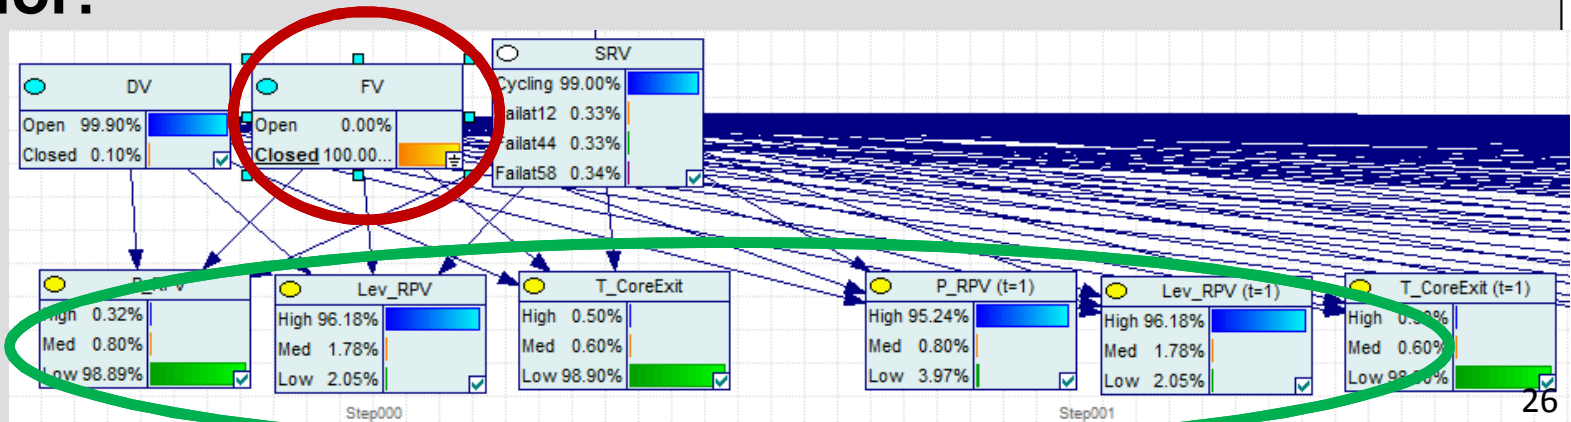 DV
Open 99.90%
Closed 0.10%
FV
Open 0.00%
Closed 100.00...
SRV
Cycling 99.00%
ailat12 0.33%
ailat44 0.33%
Failat58 0.34%
High 0.32%
Med 0.80%
Low 98.89%
Lev_RPV
High 96.18%
Med 1.78%
Low 2.05%
T_CoreExit
High 0.50%
Med 0.60%
Low 98.90%
P_RPV (t=1)
High 95.24%
Med 0.80%
Low 3.97%
Lev_RPV (t=1)
High 96.18%
Med 1.78%
Low 2.05%
T_CoreExit (t=1)
High
Med 0.60%
Low
Step000
Step001
26